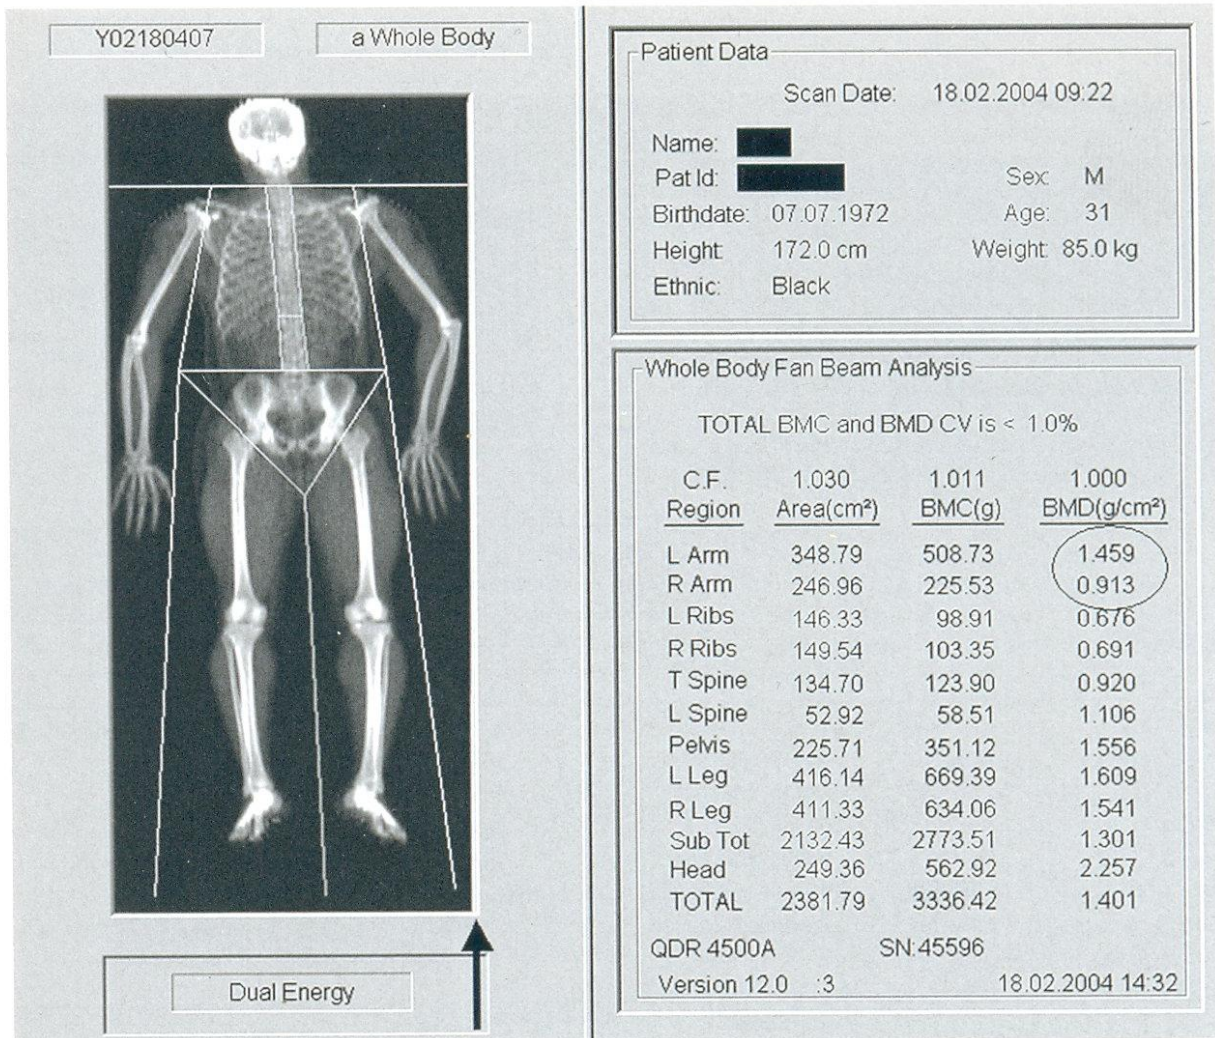 Y02180407 a Whole Body
Dual Energy
Patient Data
Scan Date: 18.02.2004 09:22
Name:
Pat Id: Sex: M
Birthdate: 07.07.1972 Age: 31
Height: 172.0 cm Weight: 85.0 kg
Ethnic: Black
Whole Body Fan Beam Analysis
TOTAL BMC and BMD CV is < 1.0%
C.F. 1.030 1.011 1.000
Region Area(cm²) BMC(g) BMD(g/cm²)
L Arm 348.79 508.73 1.459
R Arm 246.96 225.53 0.913
L Ribs 146.33 98.91 0.676
R Ribs 149.54 103.35 0.691
T Spine 134.70 123.90 0.920
L Spine 52.92 58.51 1.106
Pelvis 225.71 351.12 1.556
L Leg 416.14 669.39 1.609
R Leg 411.33 634.06 1.541
Sub Tot 2132.43 2773.51 1.301
Head 249.36 562.92 2.257
TOTAL 2381.79 3336.42 1.401
QDR 4500A SN:45596
Version 12.0 :3 18.02.2004 14:32